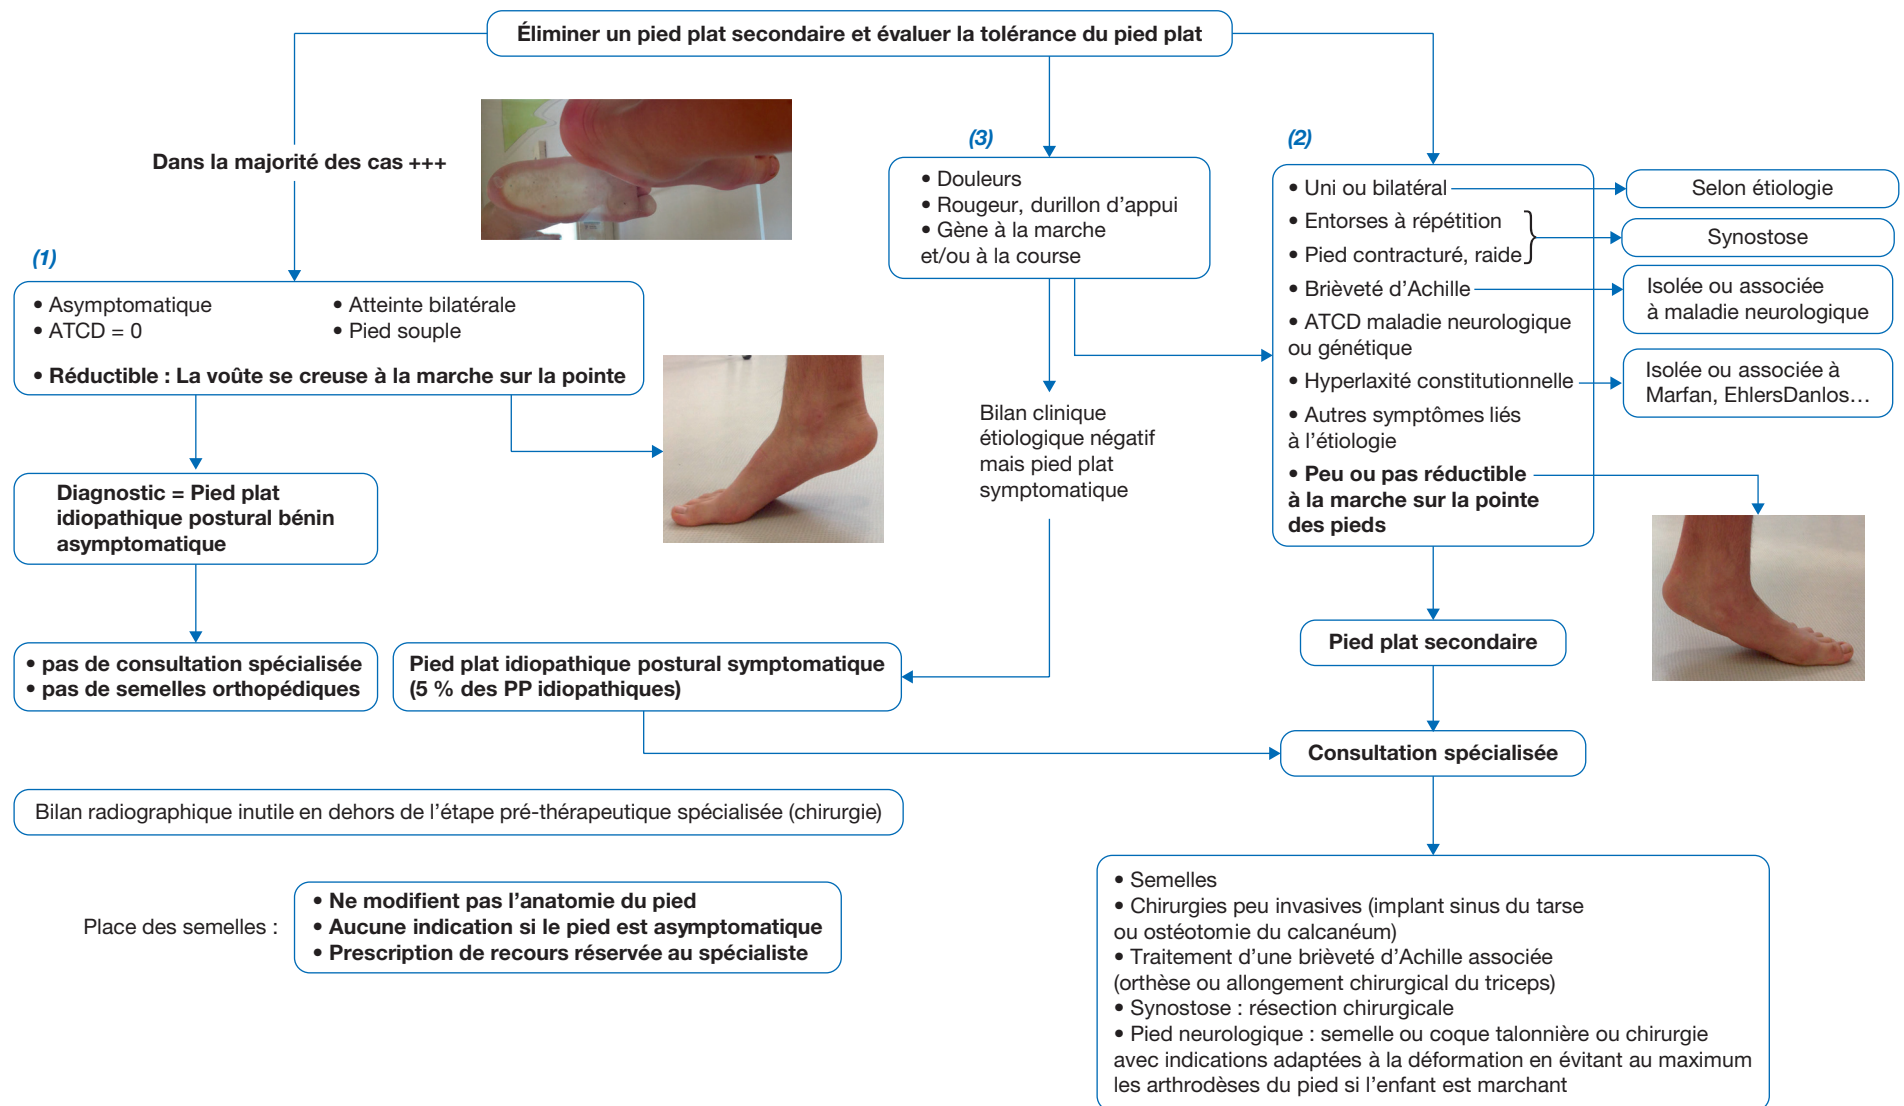 Éliminer un pied plat secondaire et évaluer la tolérance du pied plat
Dans la majorité des cas +++
(1)
• Asymptomatique
• ATCD = 0
• Atteinte bilatérale
• Pied souple
• Réductible : La voûte se creuse à la marche sur la pointe
Diagnostic = Pied plat
idiopathique postural bénin
asymptomatique
• pas de consultation spécialisée
• pas de semelles orthopédiques
(3)
• Douleurs
• Rougeur, durillon d’appui
• Gène à la marche
et/ou à la course
Bilan clinique
étiologique négatif
mais pied plat
symptomatique
Pied plat idiopathique postural symptomatique
(5 % des PP idiopathiques)
(2)
• Uni ou bilatéral
• Entorses à répétition
• Pied contracturé, raide
• Brièveté d’Achille
• ATCD maladie neurologique
ou génétique
• Hyperlaxité constitutionnelle
• Autres symptômes liés
à l’étiologie
• Peu ou pas réductible
à la marche sur la pointe
des pieds
Selon étiologie
Synostose
Isolée ou associée
à maladie neurologique
Isolée ou associée à
Marfan, EhlersDanlos…
Pied plat secondaire
Consultation spécialisée
• Semelles
• Chirurgies peu invasives (implant sinus du tarse
ou ostéotomie du calcanéum)
• Traitement d’une brièveté d’Achille associée
(orthèse ou allongement chirurgical du triceps)
• Synostose : résection chirurgicale
• Pied neurologique : semelle ou coque talonnière ou chirurgie
avec indications adaptées à la déformation en évitant au maximum
les arthrodèses du pied si l’enfant est marchant
Bilan radiographique inutile en dehors de l’étape pré-thérapeutique spécialisée (chirurgie)
Place des semelles :
• Ne modifient pas l’anatomie du pied
• Aucune indication si le pied est asymptomatique
• Prescription de recours réservée au spécialiste